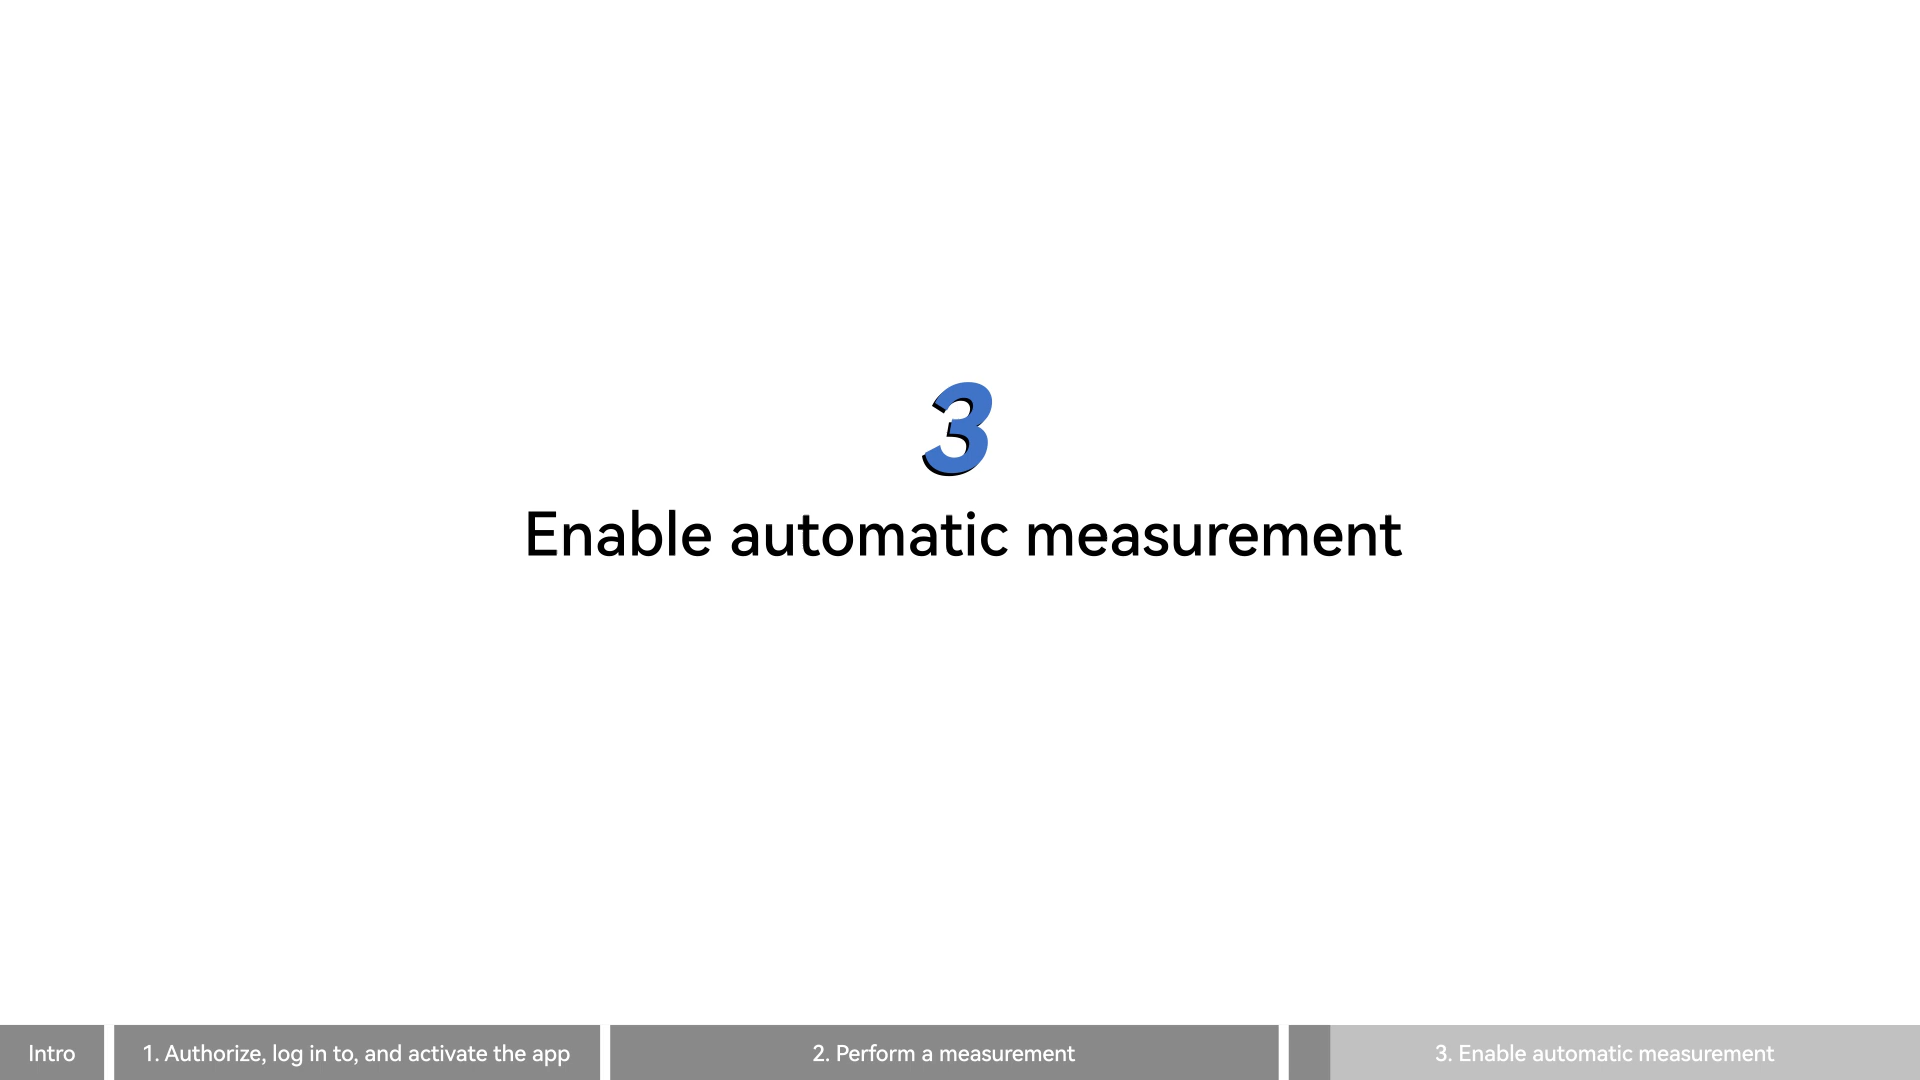 3
Enable automatic measurement
Intro
1. Authorize, log in to, and activate the app
2. Perform a measurement
3. Enable automatic measurement